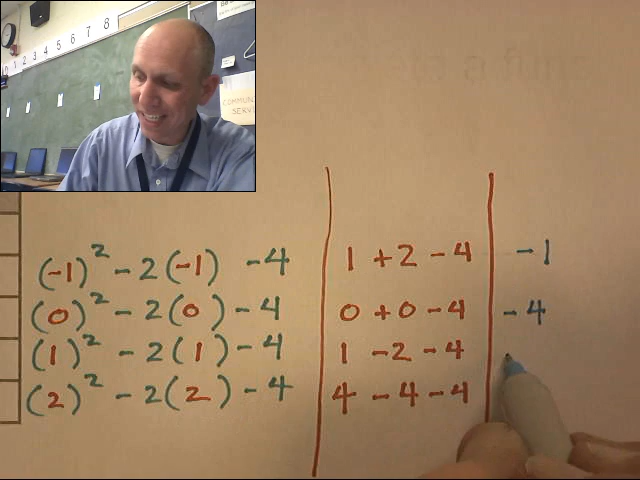 1 2 3 4 5 6 7 8
COMMUN
SERV
(-1)² - 2(-1) - 4 | 1 + 2 - 4 | -1
(0)² - 2(0) - 4 | 0 + 0 - 4 | -4
(1)² - 2(1) - 4 | 1 - 2 - 4
(2)² - 2(2) - 4 | 4 - 4 - 4